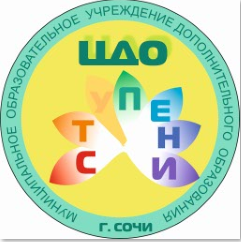 МУНИЦИПАЛЬНОЕ ОБРАЗОВАТЕЛЬНОЕ УЧРЕЖДЕНИЕ ДОПОЛНИТЕЛЬНОГО ОБРАЗОВАНИЯ
ЦДО
СТУПЕНИ
Г. СОЧИ